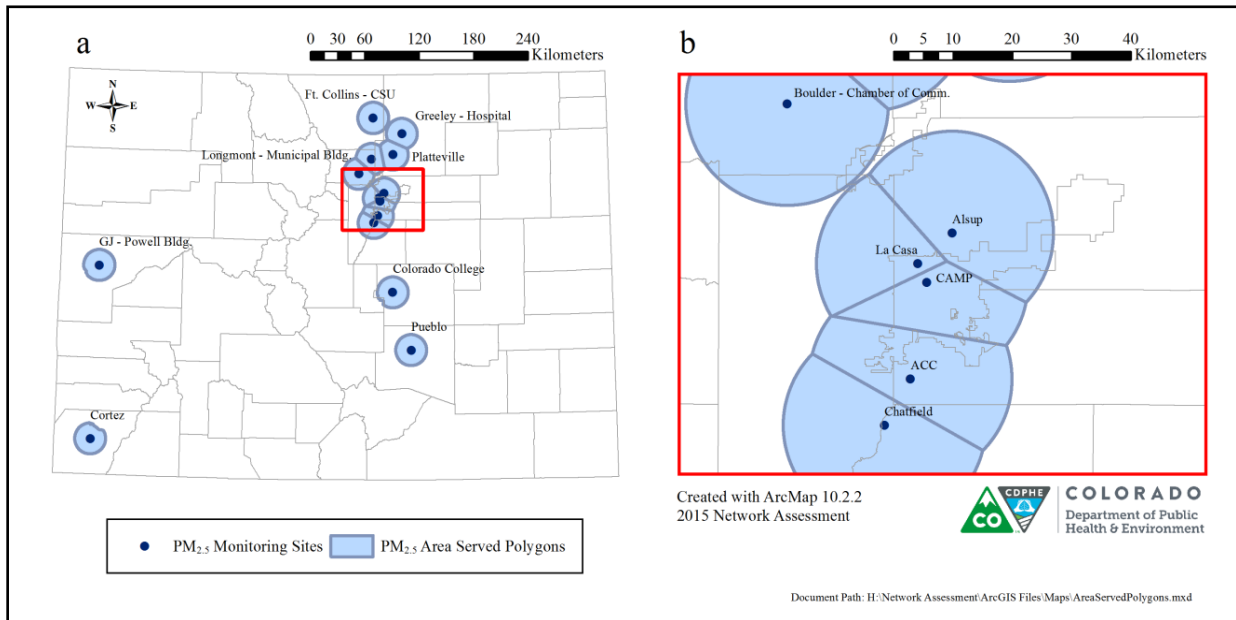 a
0 60 120 180 240
Kilometers
N
W E
S
Ft. Collins - CSU
Greeley - Hospital
Longmont - Municipal Bldg.
Platteville
GJ - Powell Bldg.
Colorado College
Pueblo
Cortez
b
0 5 10 20 30 40
Kilometers
Boulder - Chamber of Comm.
Alsup
La Casa
CAMP
ACC
Chatfield
Created with ArcMap 10.2.2
2015 Network Assessment
CO
CDPHE
COLORADO
Department of Public
Health & Environment
PM2.5 Monitoring Sites
PM2.5 Area Served Polygons
Document Path: H:\Network Assessment\ArcGIS Files\Maps\AreaServedPolygons.mxd